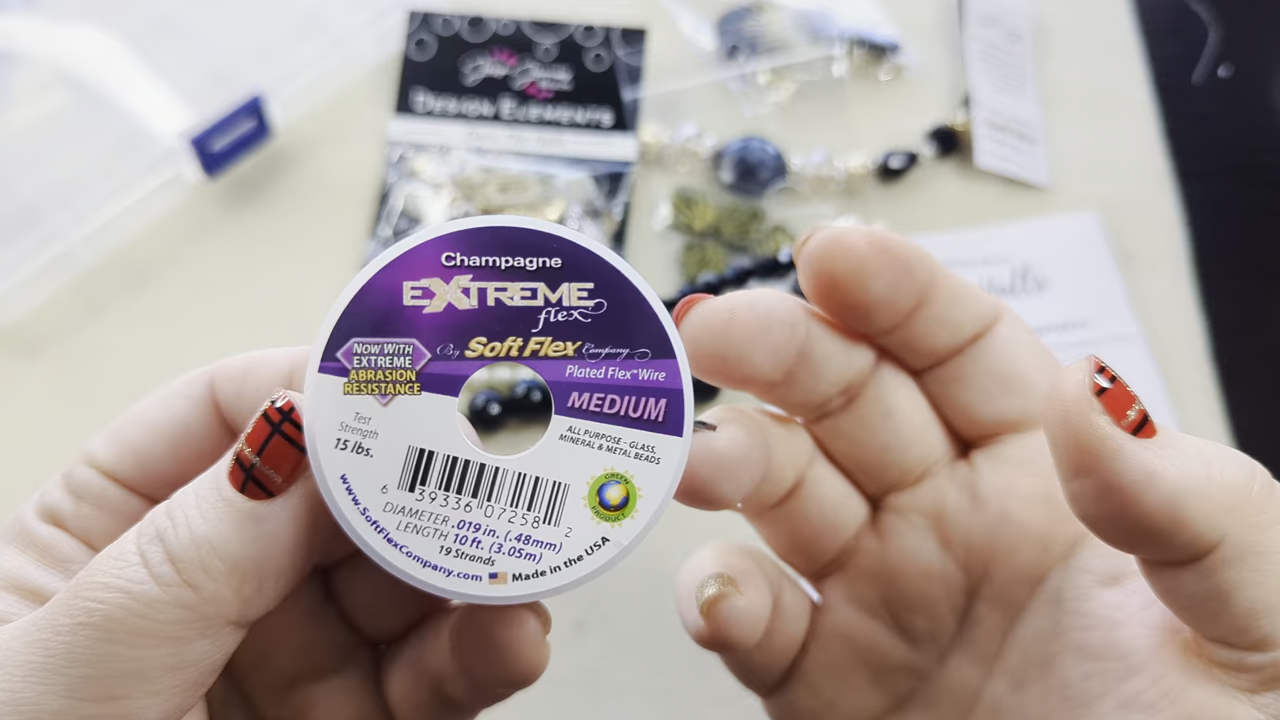 DESIGN ELEMENTS
Champagne
EXTREME
flex
By Soft Flex Company
NOW WITH
EXTREME
ABRASION
RESISTANCE
Plated Flex™ Wire
MEDIUM
Test
Strength
15 lbs.
ALL PURPOSE - GLASS,
MINERAL & METAL BEADS
GREEN
PRODUCT
6 39336 07258 2
DIAMETER .019 in. (.48mm)
LENGTH 10 ft. (3.05m)
19 Strands
www.SoftFlexCompany.com
Made in the USA